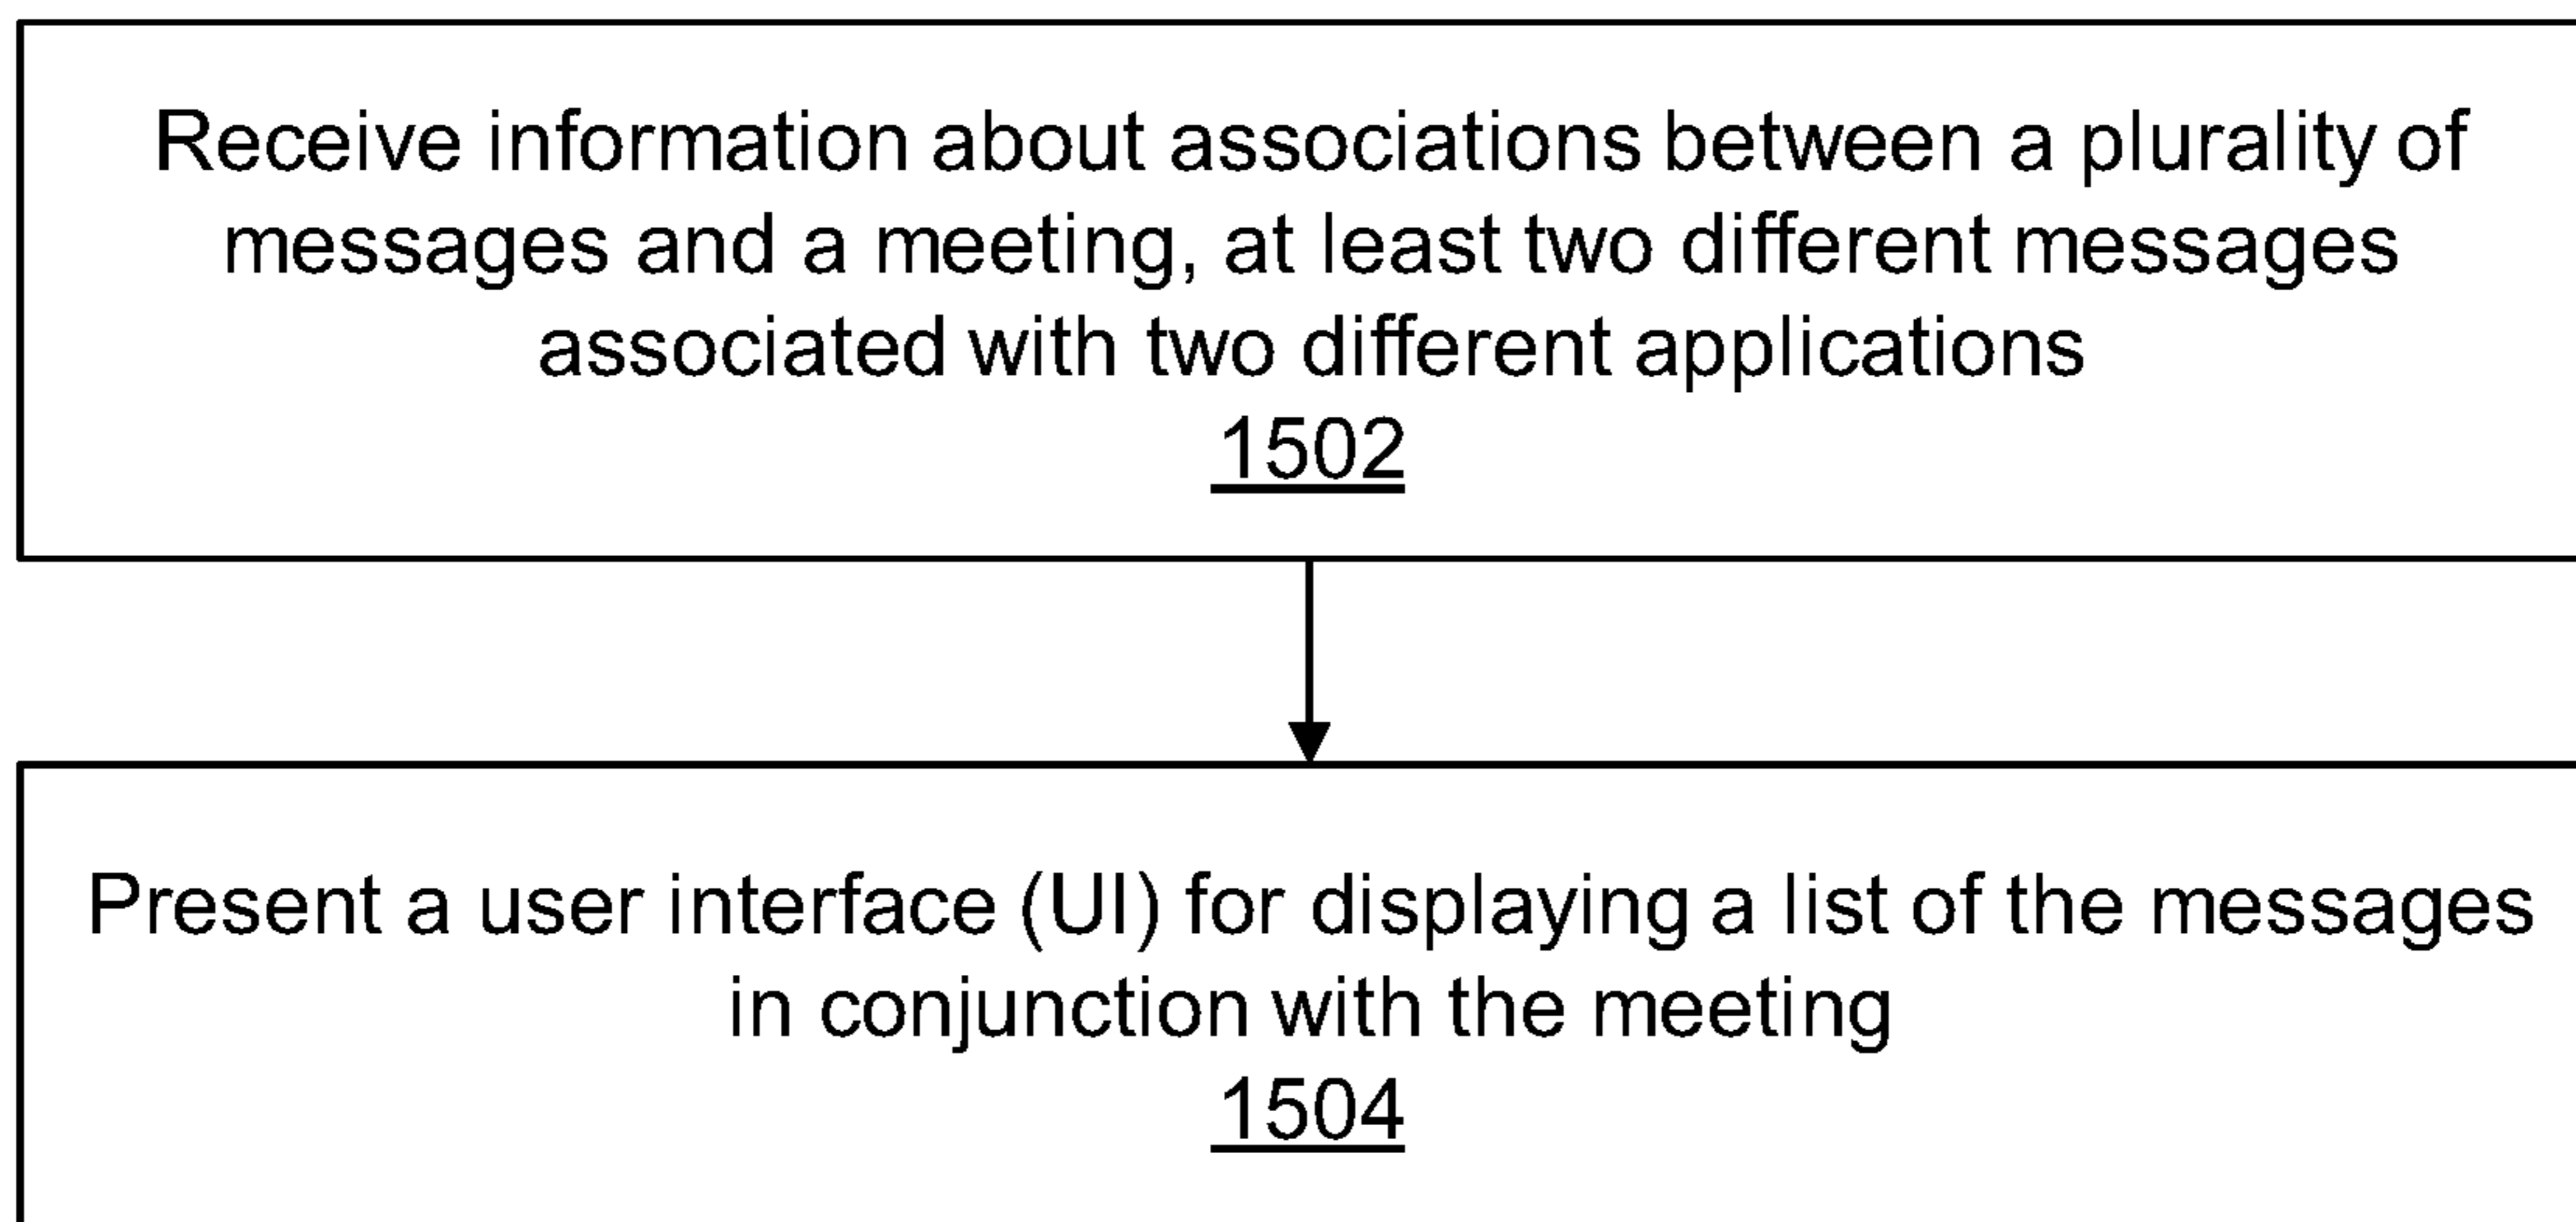 Receive information about associations between a plurality of
messages and a meeting, at least two different messages
associated with two different applications
1502
Present a user interface (UI) for displaying a list of the messages
in conjunction with the meeting
1504